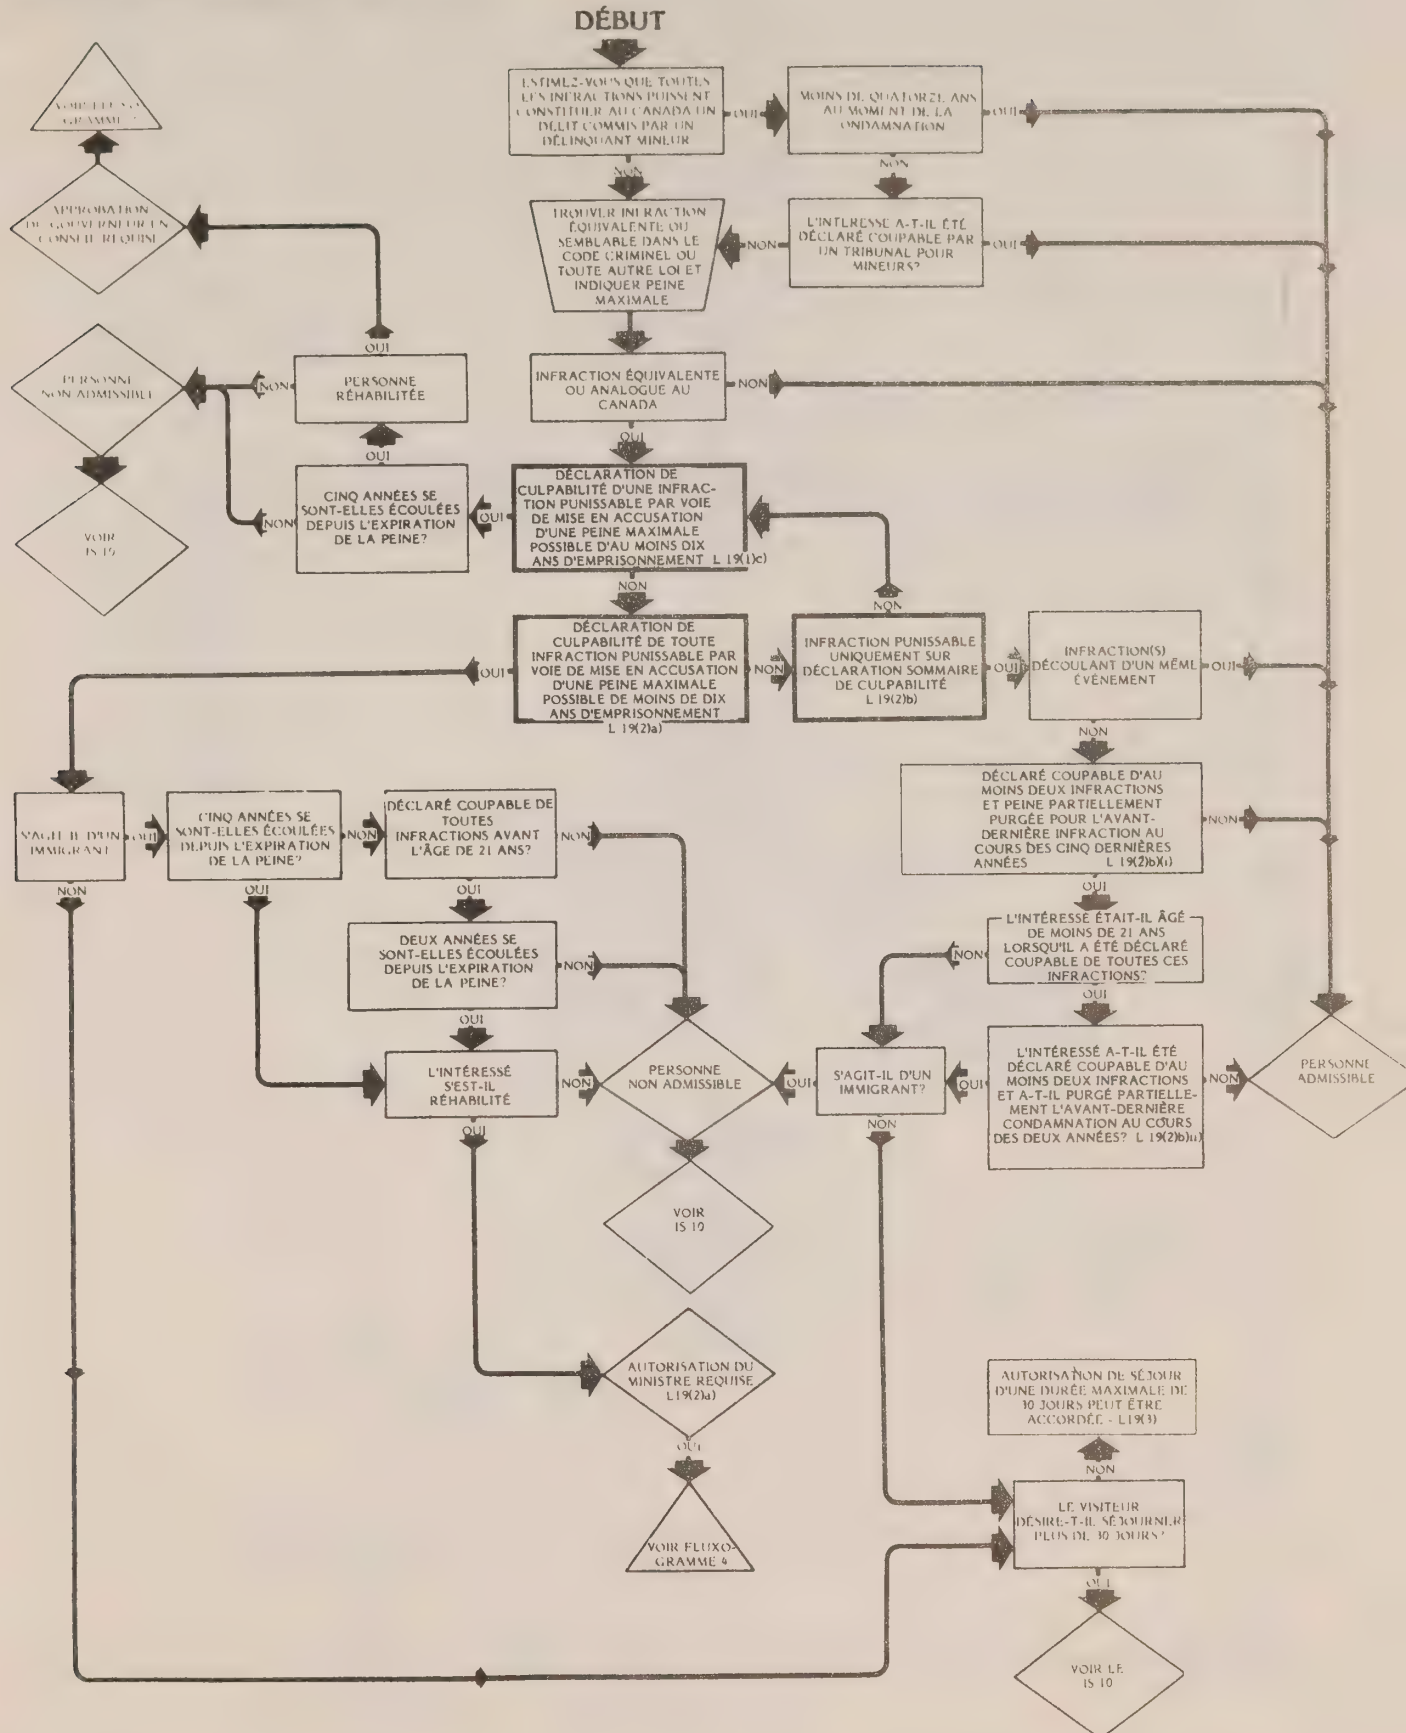 DÉBUT
ESTIMEZ-VOUS QUE TOUTES
LES INFRACTIONS PUISSENT
CONSTITUER AU CANADA UN
DÉLIT COMMIS PAR UN
DÉLINQUANT MINEUR
OUI
MOINS DE QUATORZE ANS
AU MOMENT DE LA
ONDAMNATION
OUI
NON
NON
GRAMME
APPROBATION
DE GOUVERNEUR EN
CONSEIL REQUISE
TROUVER INFRACTION
ÉQUIVALENTE OU
SEMBLABLE DANS LE
CODE CRIMINEL OU
TOUTE AUTRE LOI ET
INDIQUER PEINE
MAXIMALE
NON
L'INTÉRESSÉ A-T-IL ÉTÉ
DÉCLARÉ COUPABLE PAR
UN TRIBUNAL POUR
MINEURS?
OUI
OUI
PERSONNE
NON ADMISSIBLE
NON
PERSONNE
RÉHABILITÉE
INFRACTION ÉQUIVALENTE
OU ANALOGUE AU
CANADA
NON
OUI
OUI
VOIR
NON
CINQ ANNÉES SE
SONT-ELLES ÉCOULÉES
DEPUIS L'EXPIRATION
DE LA PEINE?
OUI
DÉCLARATION DE
CULPABILITÉ D'UNE INFRAC-
TION PUNISSABLE PAR VOIE
DE MISE EN ACCUSATION
D'UNE PEINE MAXIMALE
POSSIBLE D'AU MOINS DIX
ANS D'EMPRISONNEMENT L 19(1)c)
NON
NON
OUI
DÉCLARATION DE
CULPABILITÉ DE TOUTE
INFRACTION PUNISSABLE PAR
VOIE DE MISE EN ACCUSATION
D'UNE PEINE MAXIMALE
POSSIBLE DE MOINS DE DIX
ANS D'EMPRISONNEMENT
L 19(2)a)
NON
INFRACTION PUNISSABLE
UNIQUEMENT SUR
DÉCLARATION SOMMAIRE
DE CULPABILITÉ
L 19(2)b)
OUI
INFRACTION(S)
DÉCOULANT D'UN MÊME
ÉVÉNEMENT
OUI
NON
S'AGIT-IL D'UN
IMMIGRANT
OUI
CINQ ANNÉES SE
SONT-ELLES ÉCOULÉES
DEPUIS L'EXPIRATION
DE LA PEINE?
NON
DÉCLARÉ COUPABLE DE
TOUTES
INFRACTIONS AVANT
L'ÂGE DE 21 ANS?
NON
DÉCLARÉ COUPABLE D'AU
MOINS DEUX INFRACTIONS
ET PEINE PARTIELLEMENT
PURGÉE POUR L'AVANT-
DERNIÈRE INFRACTION AU
COURS DES CINQ DERNIÈRES
ANNÉES L 19(2)b)(i)
NON
NON
OUI
OUI
OUI
DEUX ANNÉES SE
SONT-ELLES ÉCOULÉES
DEPUIS L'EXPIRATION
DE LA PEINE?
NON
NON
L'INTÉRESSÉ ÉTAIT-IL ÂGÉ
DE MOINS DE 21 ANS
LORSQU'IL A ÉTÉ DÉCLARÉ
COUPABLE DE TOUTES CES
INFRACTIONS?
OUI
OUI
L'INTÉRESSÉ
S'EST-IL
RÉHABILITÉ
NON
PERSONNE
NON ADMISSIBLE
OUI
S'AGIT-IL D'UN
IMMIGRANT?
OUI
L'INTÉRESSÉ A-T-IL ÉTÉ
DÉCLARÉ COUPABLE D'AU
MOINS DEUX INFRACTIONS
ET A-T-IL PURGÉ PARTIELLE-
MENT L'AVANT-DERNIÈRE
CONDAMNATION AU COURS
DES DEUX ANNÉES? L 19(2)b)ii)
NON
PERSONNE
ADMISSIBLE
OUI
NON
VOIR
IS 10
AUTORISATION DU
MINISTRE REQUISE
L19(2)a)
OUI
VOIR FLUXO-
GRAMME 4
AUTORISATION DE SÉJOUR
D'UNE DURÉE MAXIMALE DE
30 JOURS PEUT ÊTRE
ACCORDÉE - L19(3)
NON
LE VISITEUR
DÉSIRE-T-IL SÉJOURNER
PLUS DE 30 JOURS?
OUI
VOIR LE
IS 10